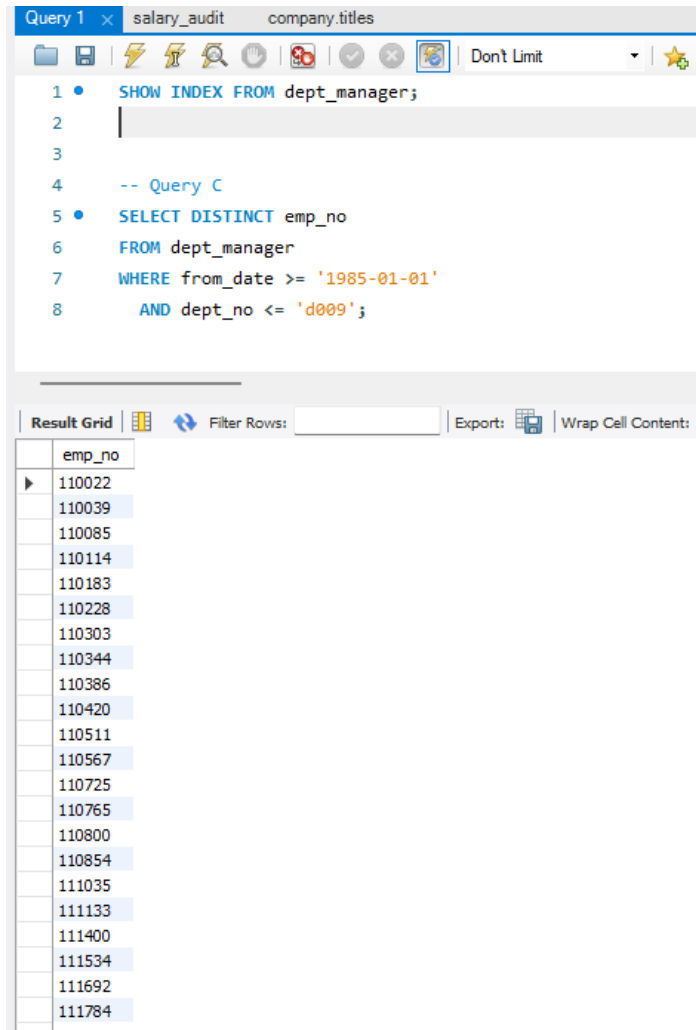 Query 1 × salary_audit company.titles
Don't Limit
1 SHOW INDEX FROM dept_manager;
2
3
4 -- Query C
5 SELECT DISTINCT emp_no
6 FROM dept_manager
7 WHERE from_date >= '1985-01-01'
8 AND dept_no <= 'd009';
Result Grid Filter Rows: Export: Wrap Cell Content:
emp_no
110022
110039
110085
110114
110183
110228
110303
110344
110386
110420
110511
110567
110725
110765
110800
110854
111035
111133
111400
111534
111692
111784